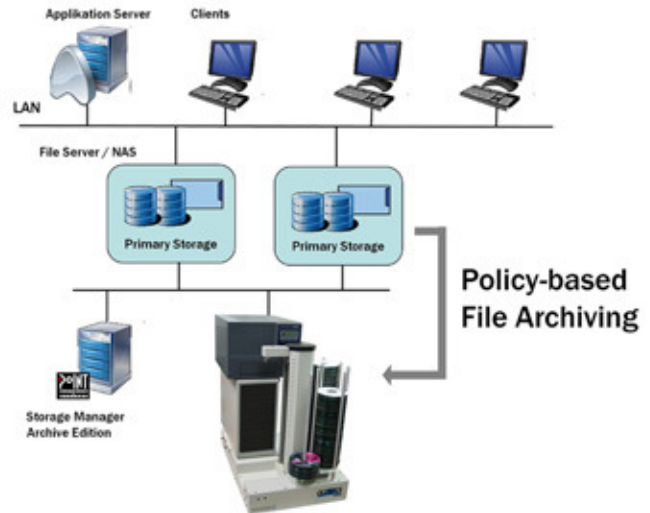 Applikation Server
Clients
LAN
File Server / NAS
Primary Storage
Primary Storage
Policy-based
File Archiving
POINT
Storage Manager
Archive Edition